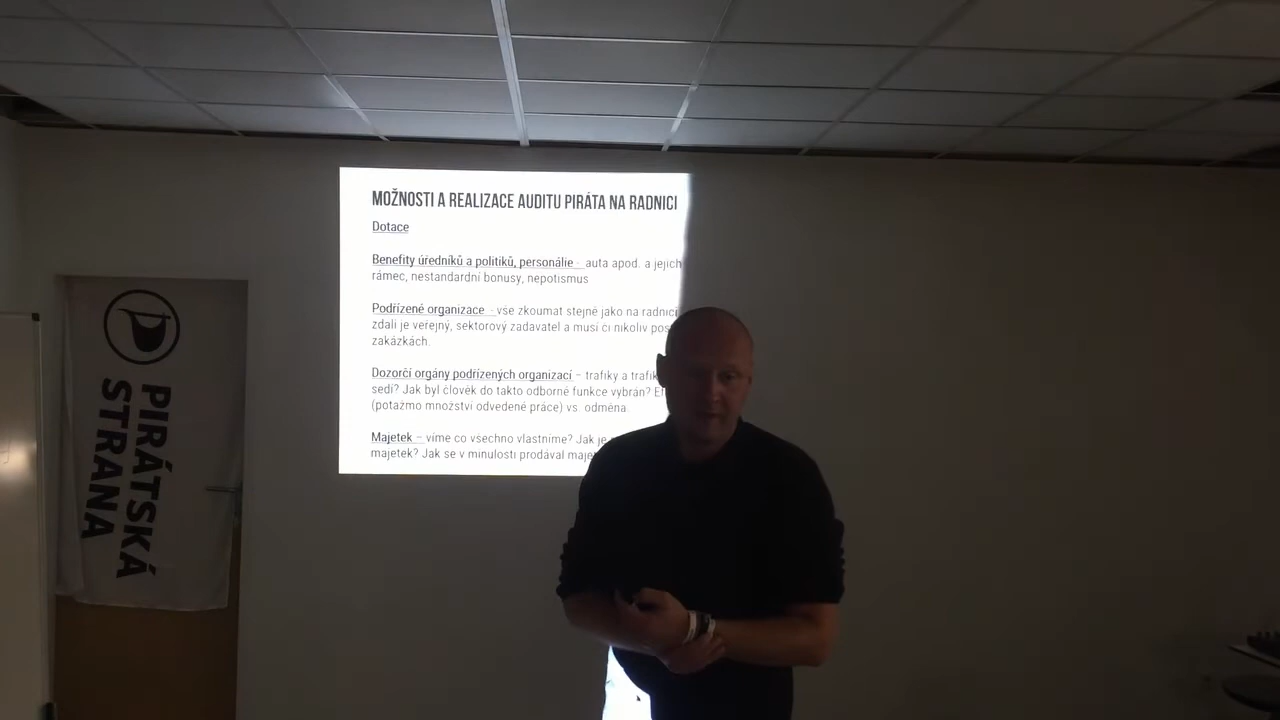 MOŽNOSTI A REALIZACE AUDITU PIRÁTA NA RADNICI
Dotace
Benefity úředníků a politiků, personálie - auta apod. a jejich
rámec, nestandardní bonusy, nepotismus
Podřízené organizace - vše zkoumat stejně jako na radnici
zdali je veřejný, sektorový zadavatel a musí či nikoliv
zakázkách.
Dozorčí orgány podřízených organizací – trafiky a
sedí? Jak byl člověk do takto odborné funkce vybrán?
(potažmo množství odvedené práce) vs. odměna
Majetek – víme co všechno vlastníme? Jak je
majetek? Jak se v minulosti prodával
PIRÁTSKÁ
STRANA